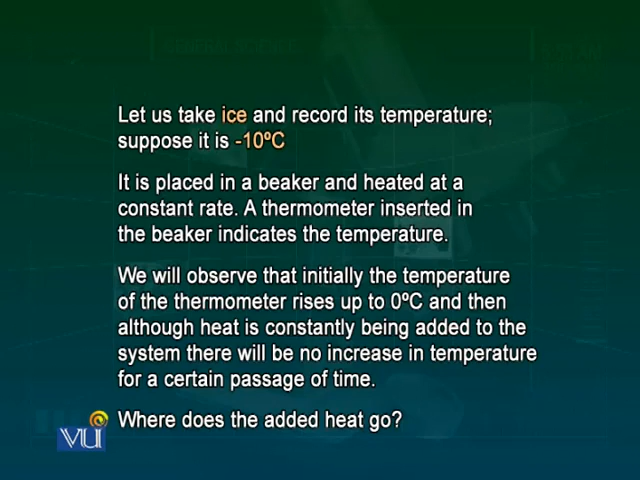 Let us take ice and record its temperature;
suppose it is -10ºC
It is placed in a beaker and heated at a
constant rate. A thermometer inserted in
the beaker indicates the temperature.
We will observe that initially the temperature
of the thermometer rises up to 0ºC and then
although heat is constantly being added to the
system there will be no increase in temperature
for a certain passage of time.
Where does the added heat go?
VU